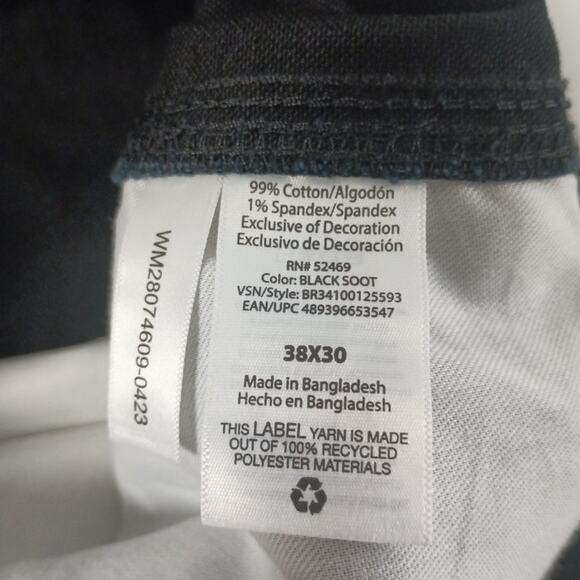 99% Cotton/Algodón
1% Spandex/Spandex
Exclusive of Decoration
Exclusivo de Decoración
RN# 52469
Color: BLACK SOOT
VSN/Style: BR34100125593
EAN/UPC 489396653547
38X30
Made in Bangladesh
Hecho en Bangladesh
THIS LABEL YARN IS MADE
OUT OF 100% RECYCLED
POLYESTER MATERIALS
WM28074609-0423